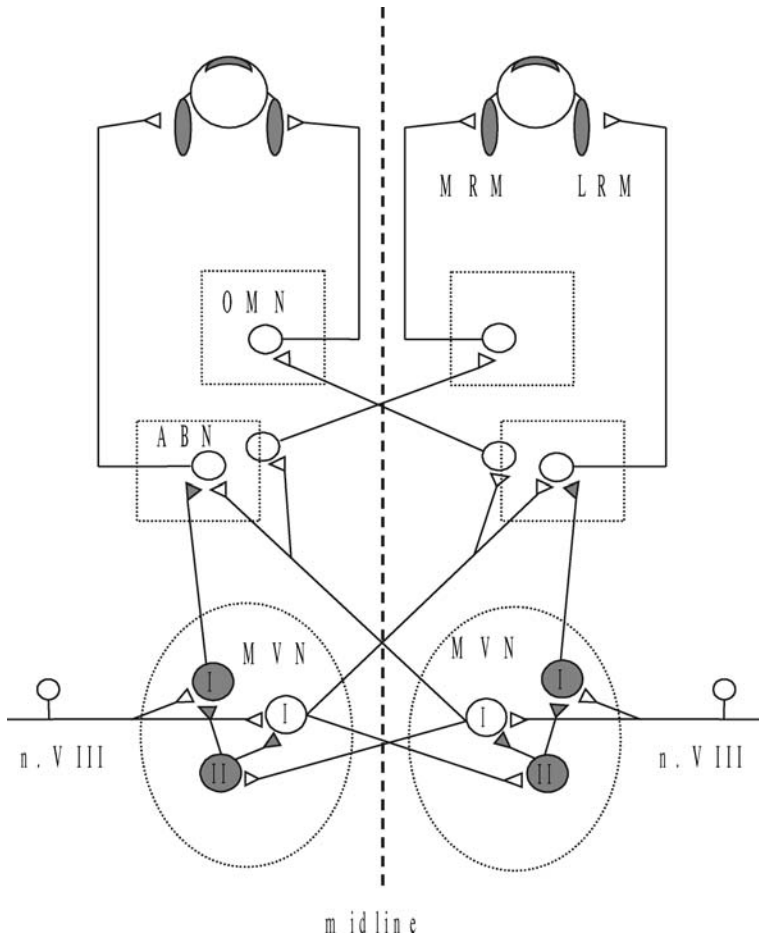 MRM LRM
OMN
ABN
MVN MVN
I I I I
n.VIII n.VIII
II II
midline